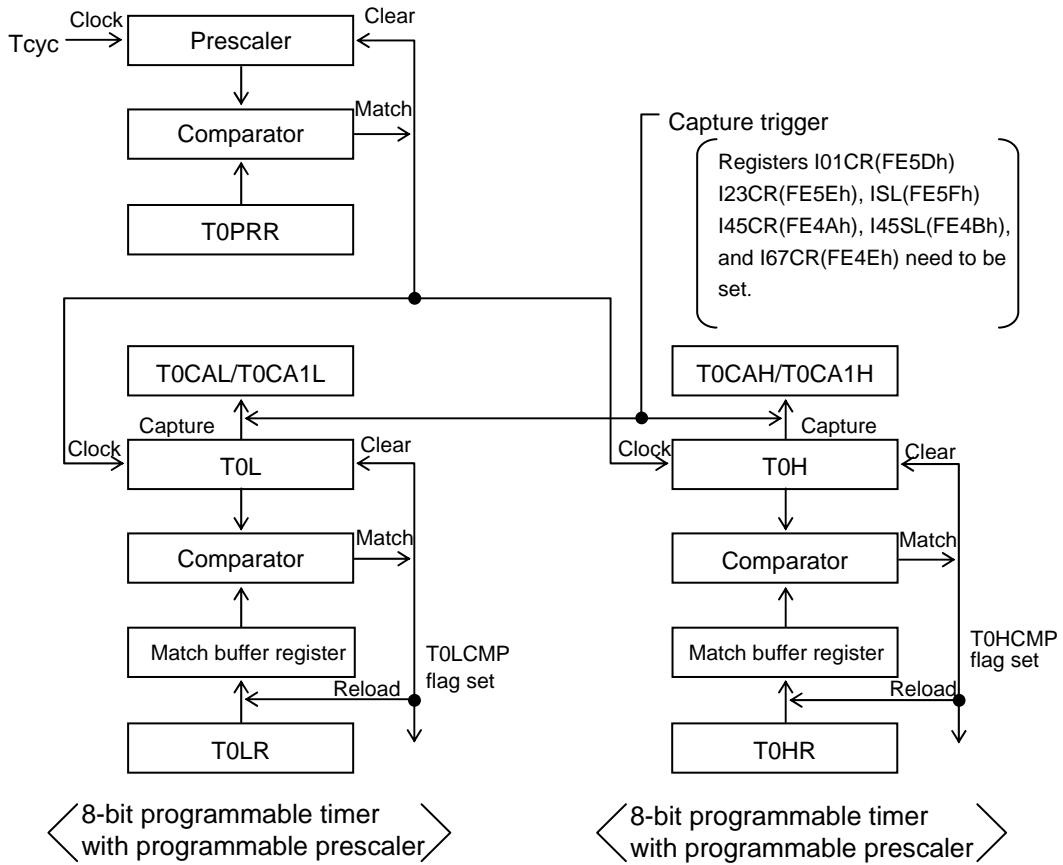 Clock
Clear
Tcyc
Prescaler
Match
Comparator
T0PRR
Capture trigger
Registers I01CR(FE5Dh)
I23CR(FE5Eh), ISL(FE5Fh)
I45CR(FE4Ah), I45SL(FE4Bh),
and I67CR(FE4Eh) need to be
set.
T0CAL/T0CA1L
Capture
Clock
Clear
T0L
Comparator
Match
Match buffer register
T0LCMP
flag set
Reload
T0LR
8-bit programmable timer
with programmable prescaler
T0CAH/T0CA1H
Capture
Clock
Clear
T0H
Comparator
Match
Match buffer register
T0HCMP
flag set
Reload
T0HR
8-bit programmable timer
with programmable prescaler